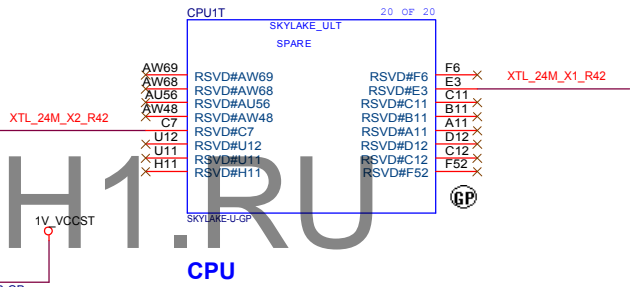 CPU1T 20 OF 20
SKYLAKE_ULT
SPARE
AW69 RSVD#AW69 RSVD#F6 F6
AW68 RSVD#AW68 RSVD#E3 E3 XTL_24M_X1_R42
AU56 RSVD#AU56 RSVD#C11 C11
AW48 RSVD#AW48 RSVD#B11 B11
XTL_24M_X2_R42 C7 RSVD#C7 RSVD#A11 A11
U12 RSVD#U12 RSVD#D12 D12
U11 RSVD#U11 RSVD#C12 C12
H11 RSVD#H11 RSVD#F52 F52
GP
H1.RU
1V_VCCST
SKYLAKE-U-GP
CPU